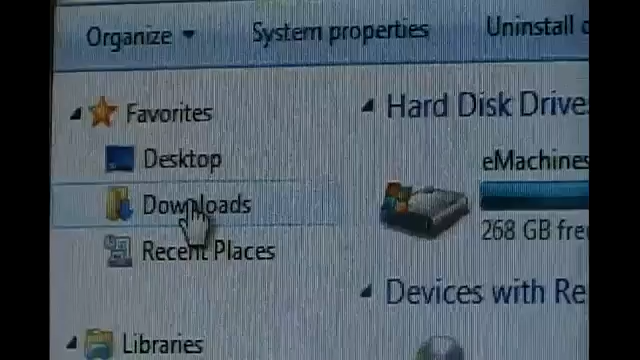 Organize
System properties
Uninstall
Favorites
Desktop
Downloads
Recent Places
Libraries
Hard Disk Drive
eMachines
268 GB fre
Devices with Re